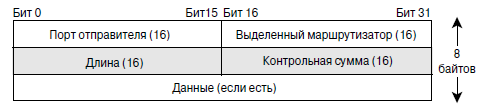 Бит 0 Бит15 Бит 16 Бит 31
Порт отправителя (16) Выделенный маршрутизатор (16)
Длина (16) Контрольная сумма (16)
Данные (если есть)
8
байтов